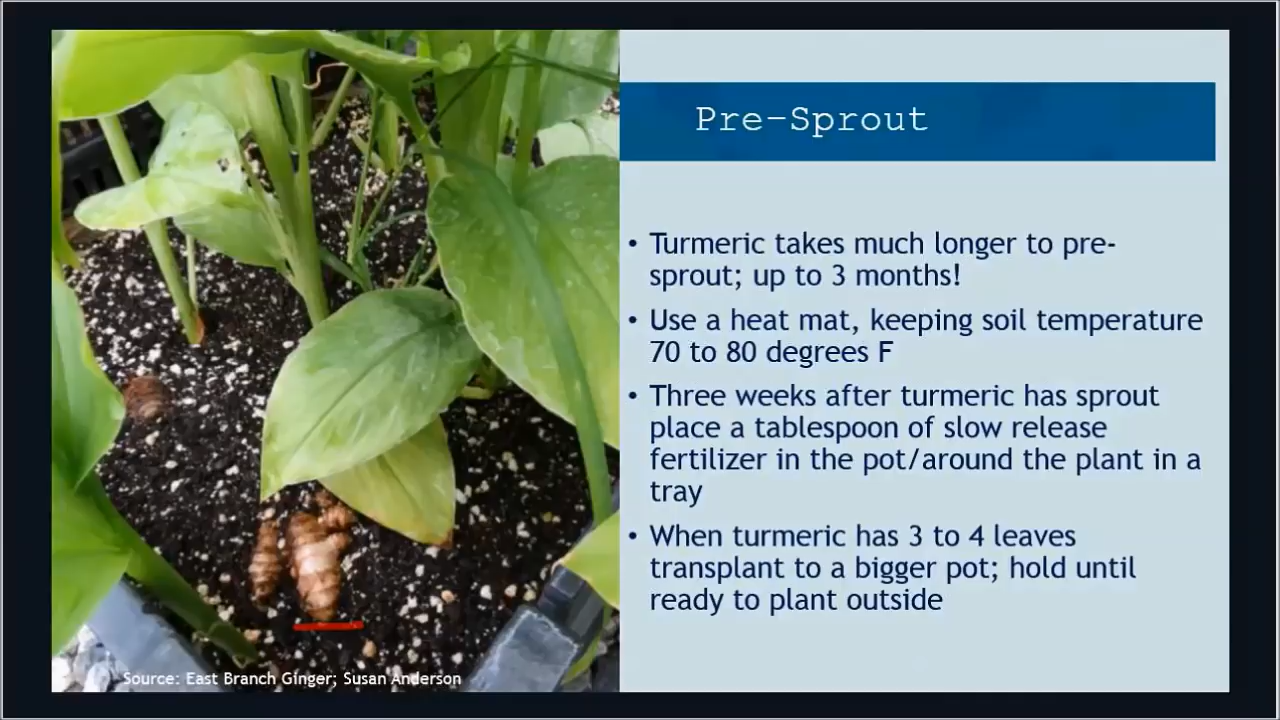 Pre-Sprout
• Turmeric takes much longer to pre-
sprout; up to 3 months!
• Use a heat mat, keeping soil temperature
70 to 80 degrees F
• Three weeks after turmeric has sprout
place a tablespoon of slow release
fertilizer in the pot/around the plant in a
tray
• When turmeric has 3 to 4 leaves
transplant to a bigger pot; hold until
ready to plant outside
Source: East Branch Ginger; Susan Anderson